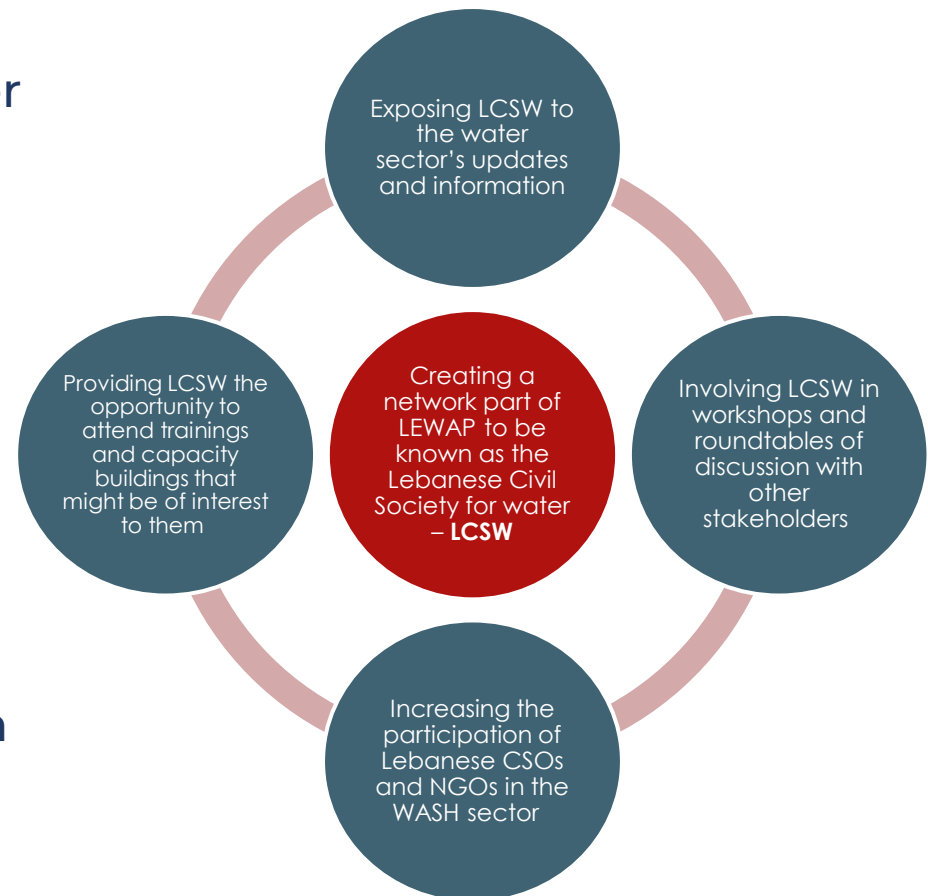 er
Exposing LCSW to
the water
sector's updates
and information
Providing LCSW the
opportunity to
attend trainings
and capacity
buildings that
might be of interest
to them
Creating a
network part of
LEWAP to be
known as the
Lebanese Civil
Society for water
– LCSW
Involving LCSW in
workshops and
roundtables of
discussion with
other
stakeholders
Increasing the
participation of
Lebanese CSOs
and NGOs in the
WASH sector